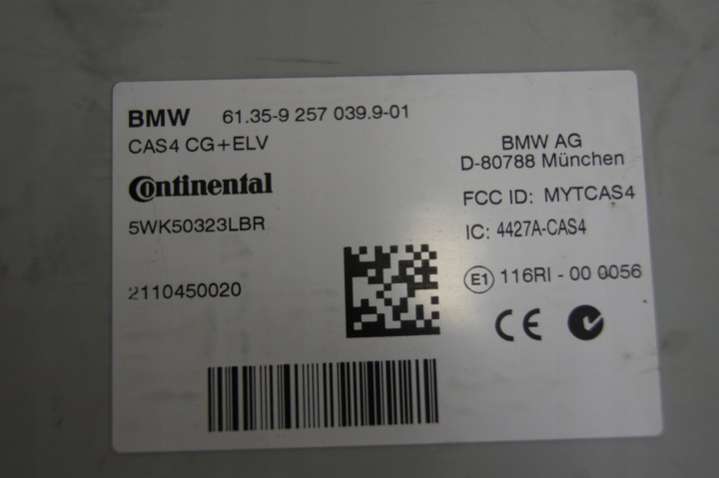 BMW 61.35-9 257 039.9-01
CAS4 CG+ELV
Continental
5WK50323LBR
2110450020
BMW AG
D-80788 München
FCC ID: MYTCAS4
IC: 4427A-CAS4
E1 116RI - 00 0056
CE